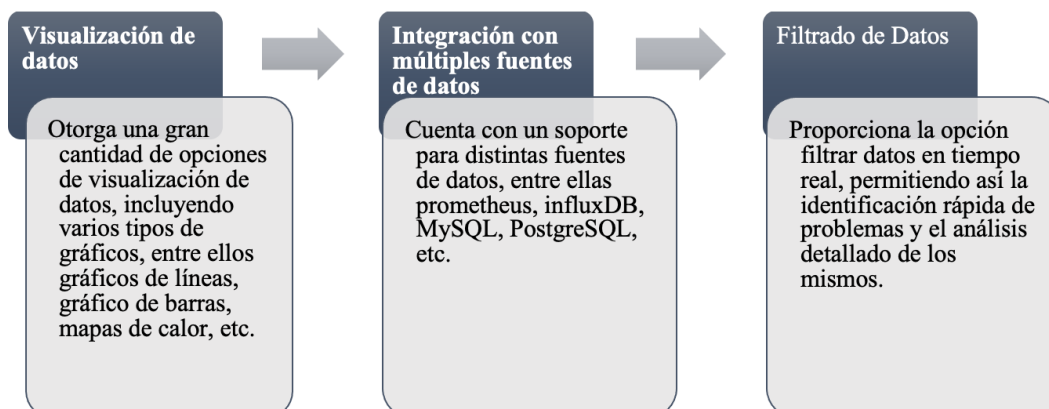 Visualización de
datos
Otorga una gran
cantidad de opciones
de visualización de
datos, incluyendo
varios tipos de
gráficos, entre ellos
gráficos de líneas,
gráfico de barras,
mapas de calor, etc.
Integración con
múltiples fuentes
de datos
Cuenta con un soporte
para distintas fuentes
de datos, entre ellas
prometheus, influxDB,
MySQL, PostgreSQL,
etc.
Filtrado de Datos
Proporciona la opción
filtrar datos en tiempo
real, permitiendo así la
identificación rápida de
problemas y el análisis
detallado de los
mismos.